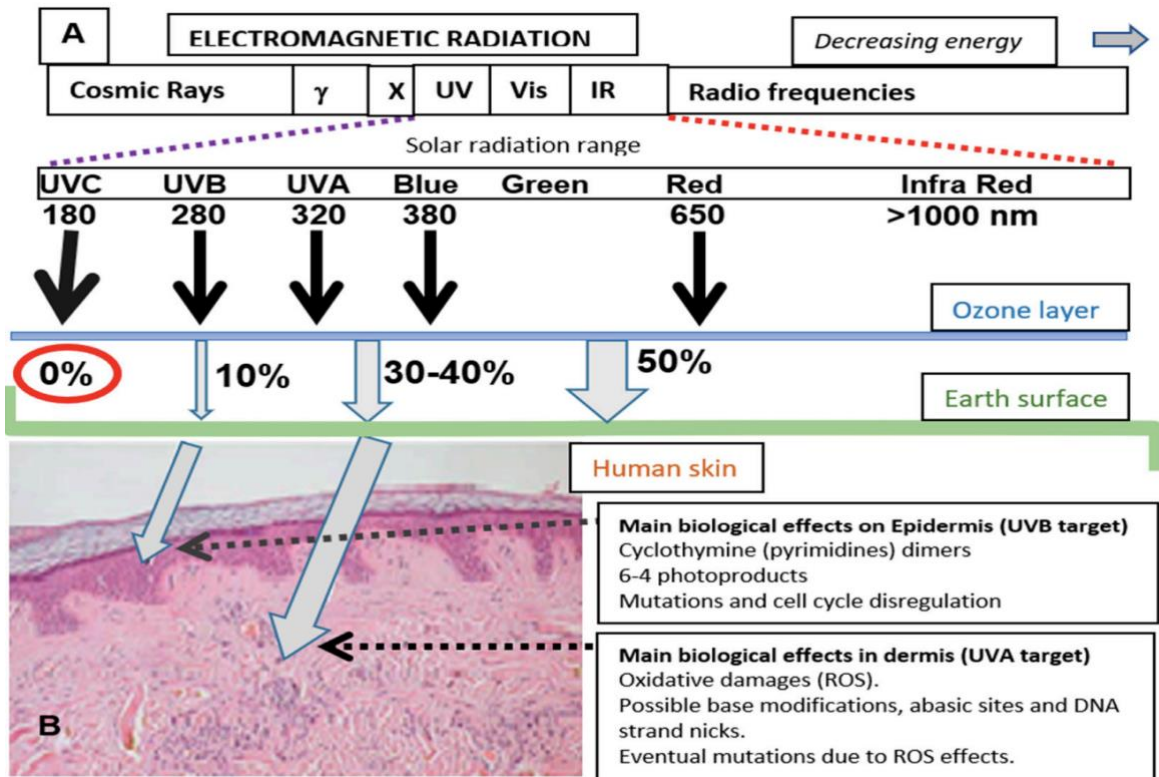 A
ELECTROMAGNETIC RADIATION
Decreasing energy
Cosmic Rays γ X UV Vis IR Radio frequencies
Solar radiation range
UVC UVB UVA Blue Green Red Infra Red
180 280 320 380 650 >1000 nm
Ozone layer
0% 10% 30-40% 50%
Earth surface
Human skin
Main biological effects on Epidermis (UVB target)
Cyclothymine (pyrimidines) dimers
6-4 photoproducts
Mutations and cell cycle disregulation
Main biological effects in dermis (UVA target)
Oxidative damages (ROS).
Possible base modifications, abasic sites and DNA
strand nicks.
Eventual mutations due to ROS effects.
B